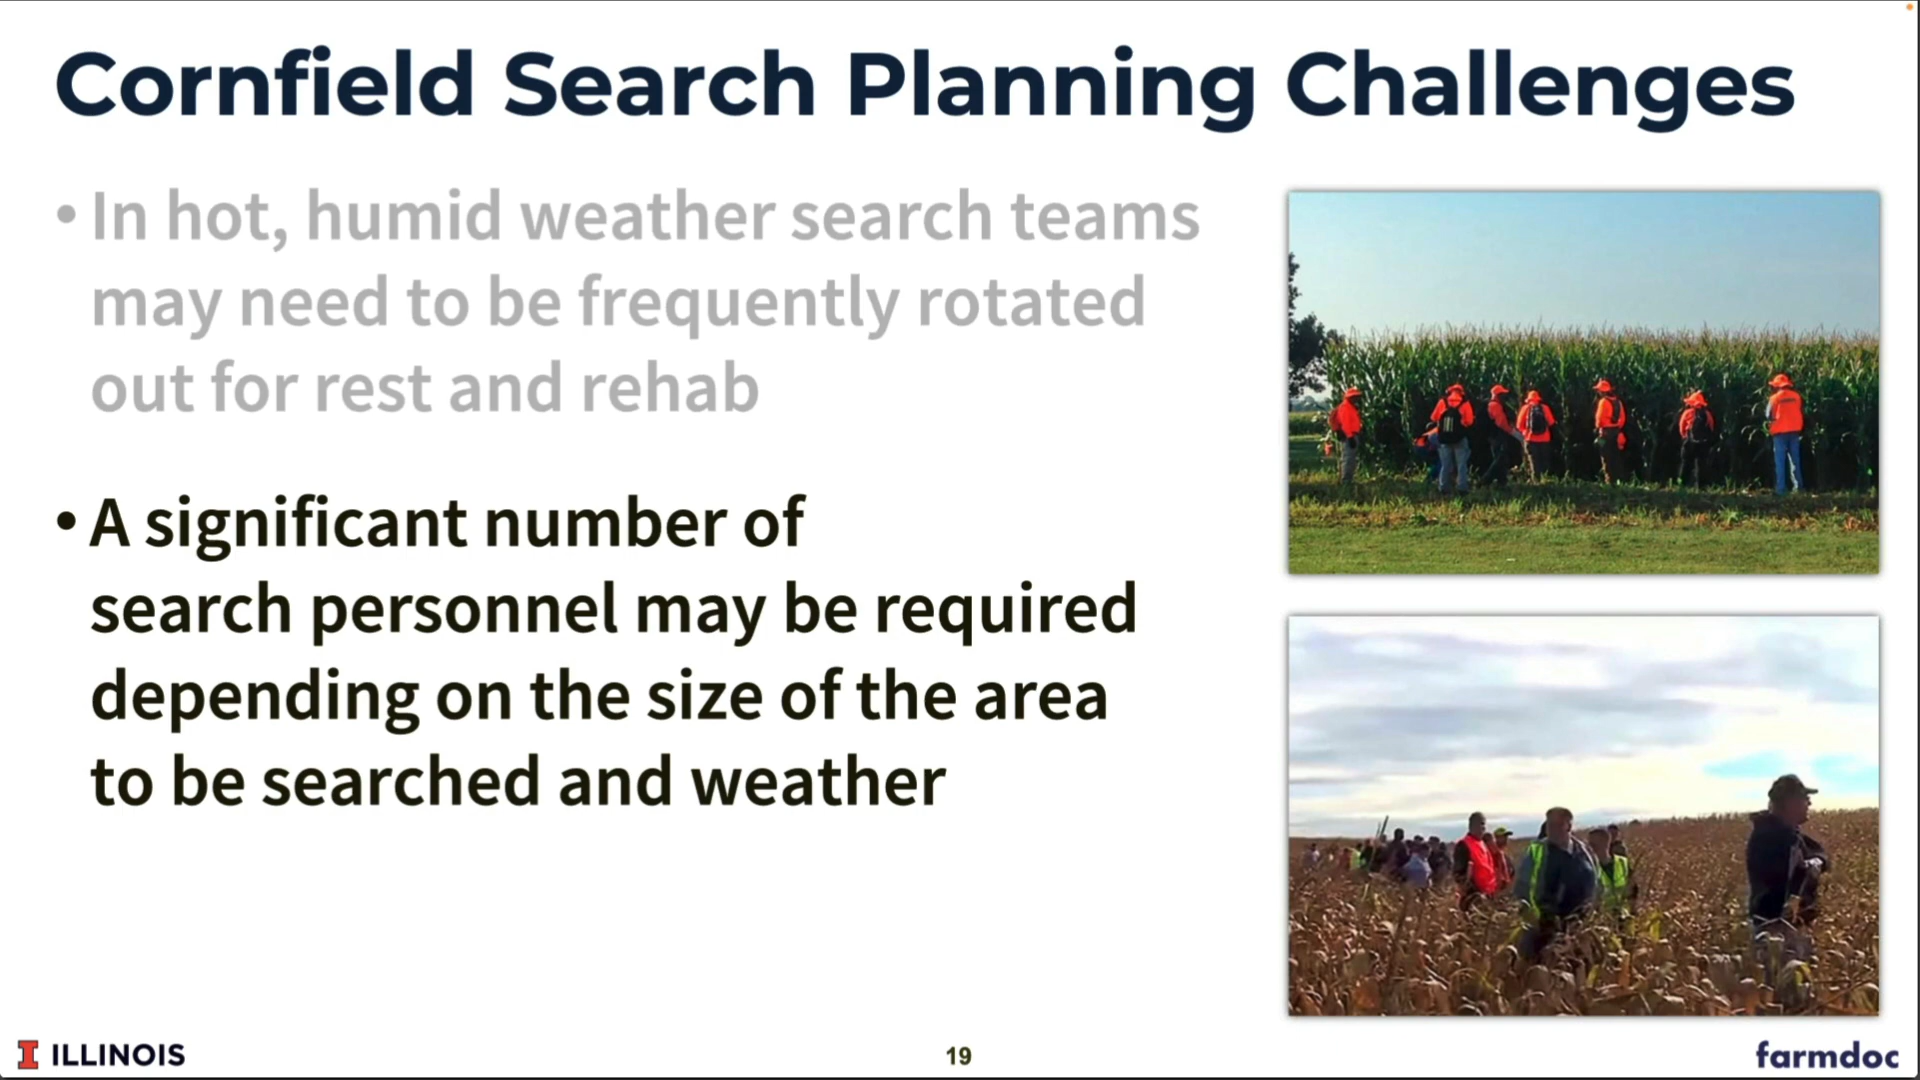 Cornfield Search Planning Challenges
• In hot, humid weather search teams
may need to be frequently rotated
out for rest and rehab
• A significant number of
search personnel may be required
depending on the size of the area
to be searched and weather
I ILLINOIS
19
farmdoc